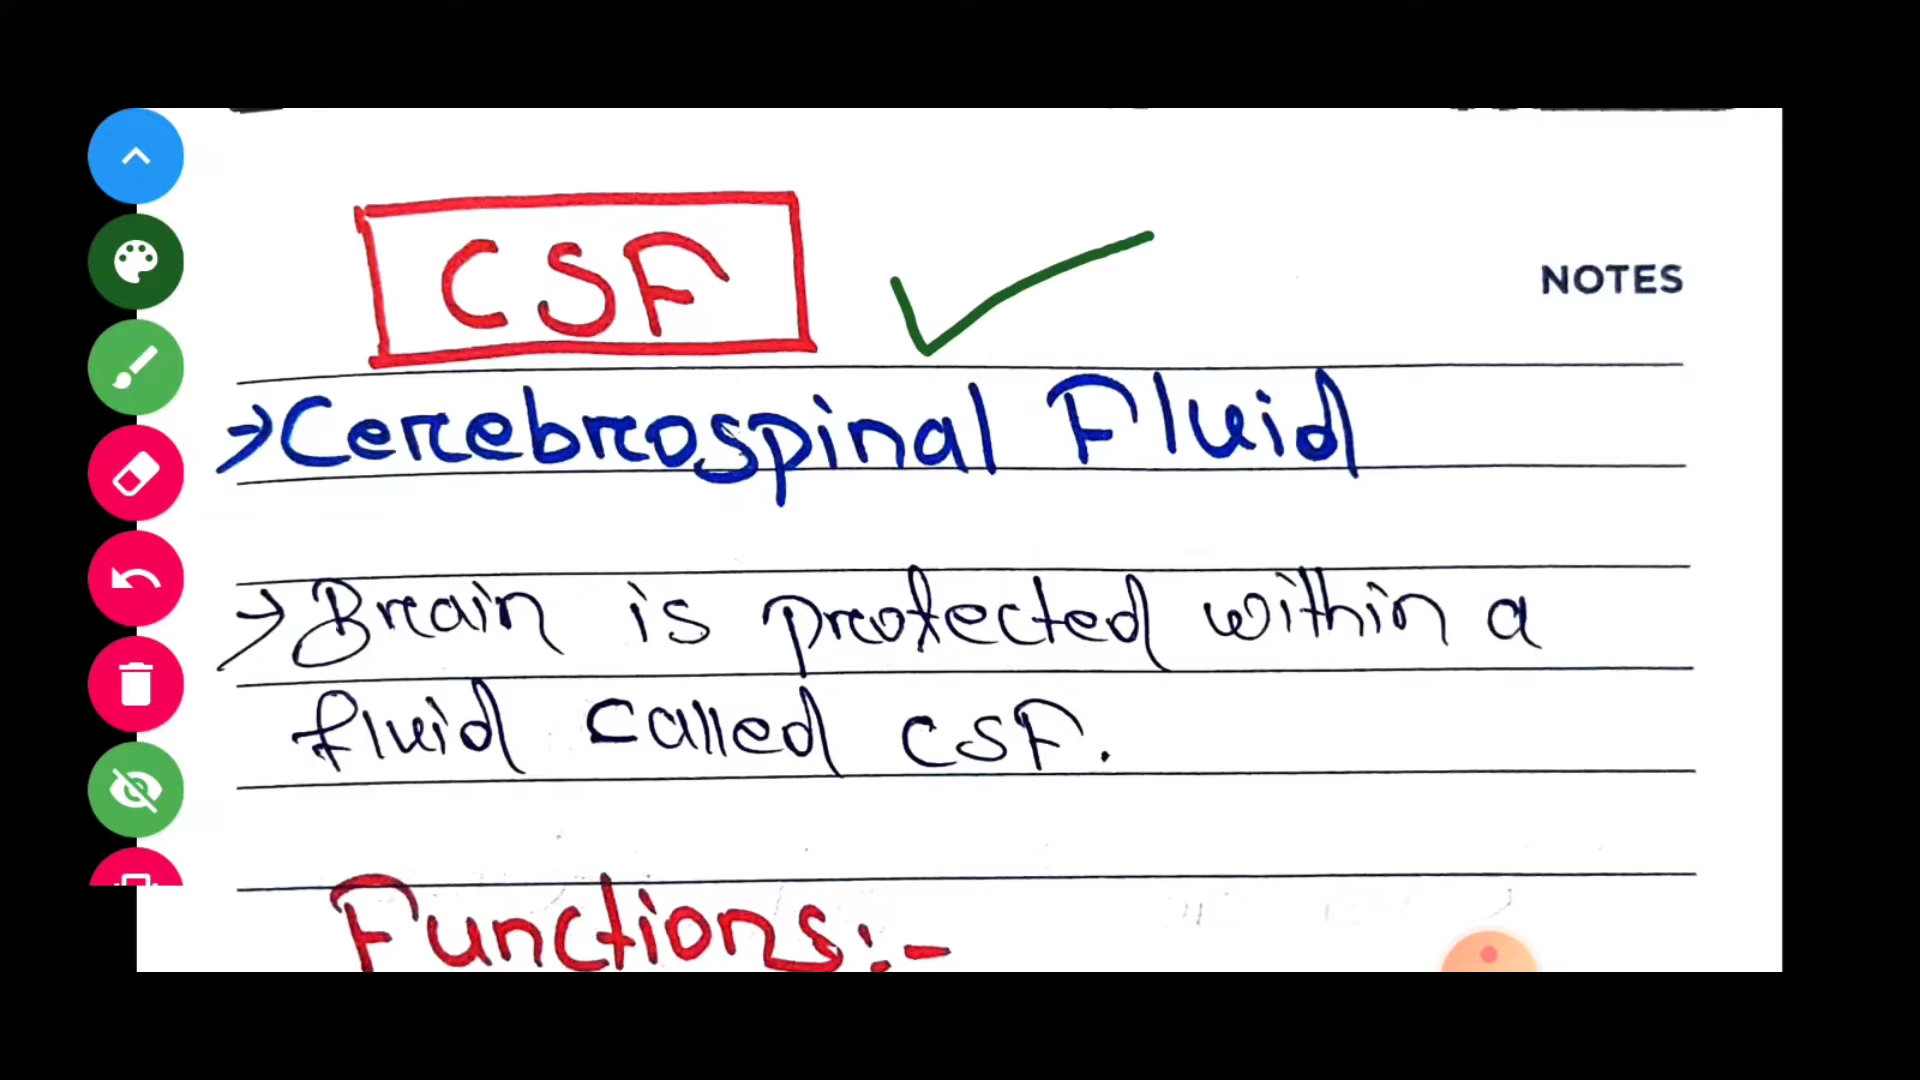 CSF
NOTES
→Cerebrospinal Fluid
→Brain is protected within a
fluid called CSF.
Functions:-